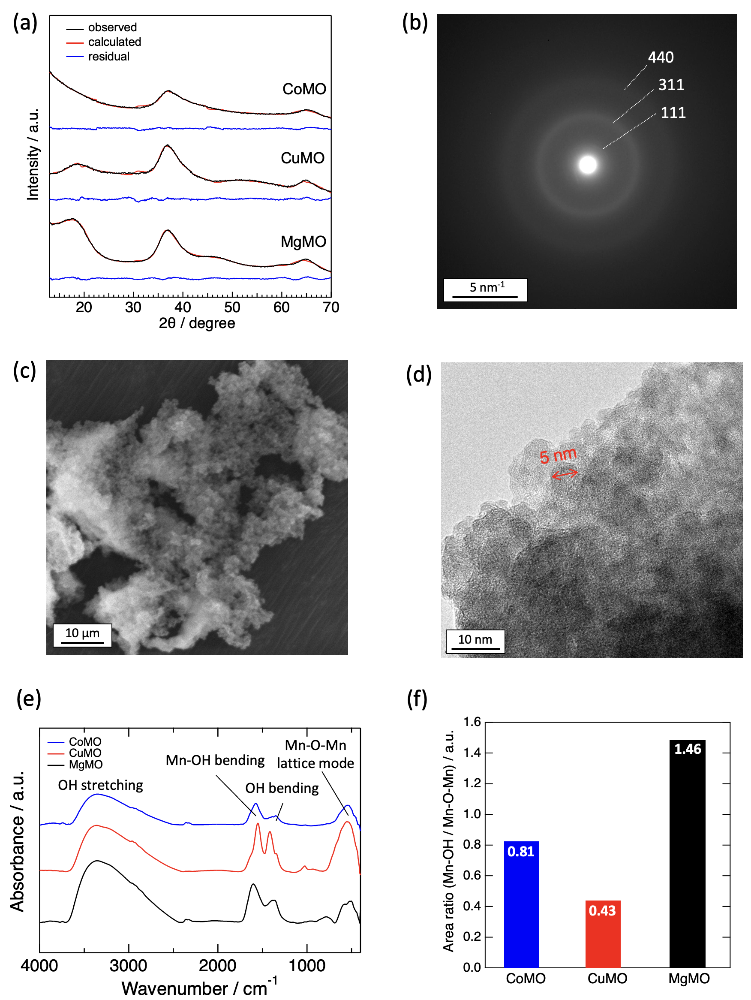 (a)
observed
calculated
residual
CoMO
CuMO
MgMO
Intensity / a.u.
20 30 40 50 60 70
2θ / degree
(b)
440
311
111
5 nm-1
(c)
10 µm
(d)
5 nm
10 nm
(e)
CoMO
CuMO
MgMO
OH stretching
Mn-OH bending
OH bending
Mn-O-Mn
lattice mode
Absorbance / a.u.
4000 3000 2000 1000
Wavenumber / cm-1
(f)
1.6
1.4
1.2
1.0
0.8
0.6
0.4
0.2
0.0
Area ratio (Mn-OH / Mn-O-Mn) / a.u.
0.81
0.43
1.46
CoMO CuMO MgMO